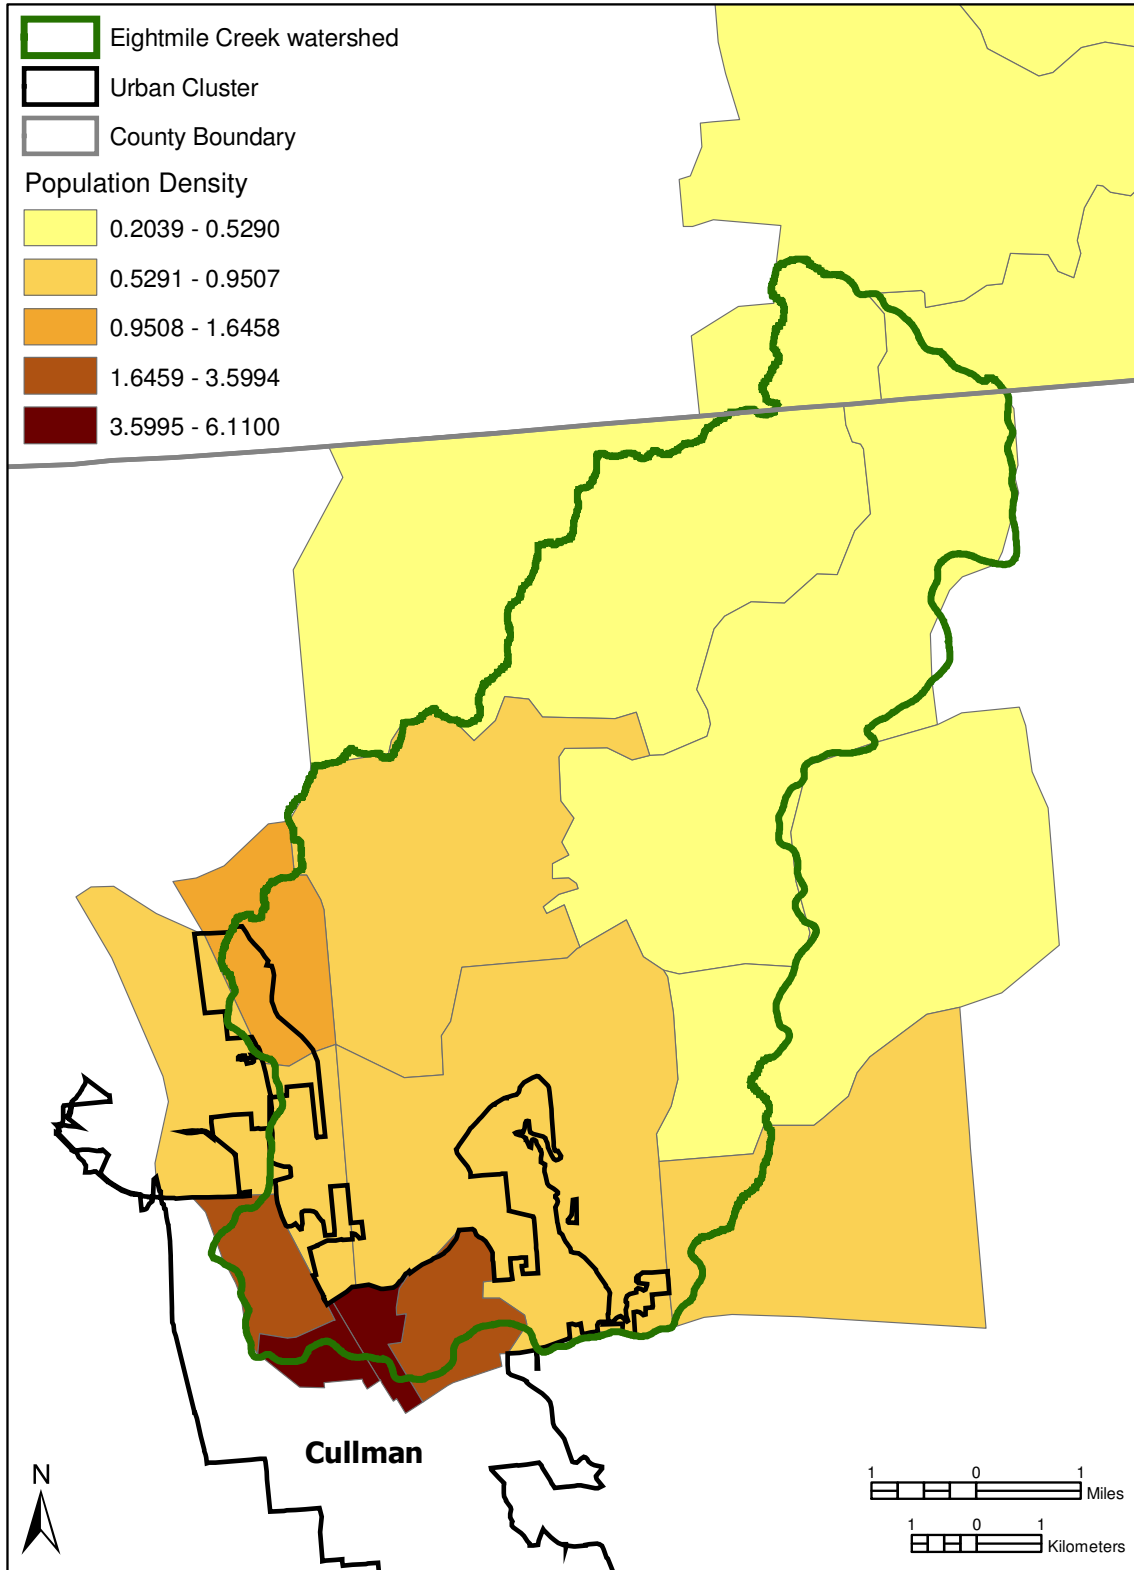 Eightmile Creek watershed
Urban Cluster
County Boundary
Population Density
0.2039 - 0.5290
0.5291 - 0.9507
0.9508 - 1.6458
1.6459 - 3.5994
3.5995 - 6.1100
Cullman
N
1 0 1
Miles
1 0 1
Kilometers